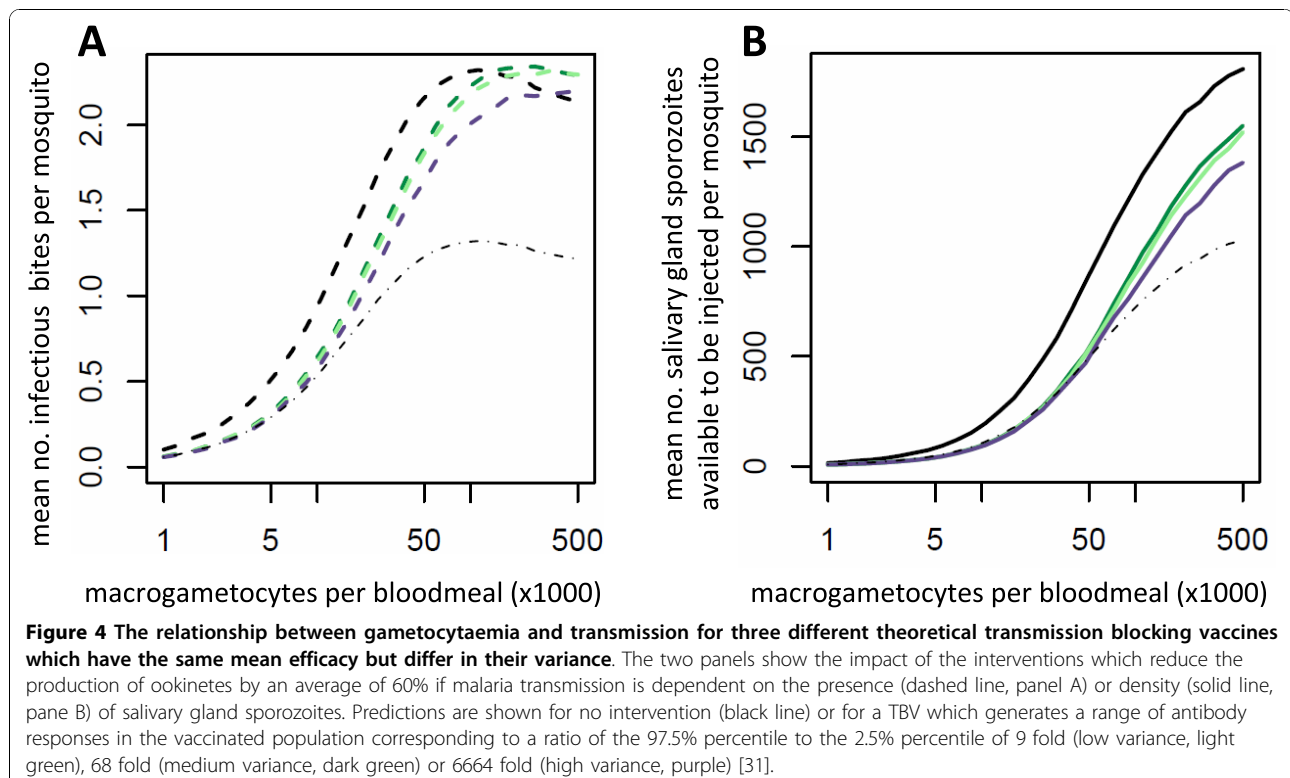 A
B
mean no. infectious bites per mosquito
0.0 0.5 1.0 1.5 2.0
1 5 50 500
macrogametocytes per bloodmeal (x1000)
mean no. salivary gland sporozoites
available to be injected per mosquito
0 500 1000 1500
1 5 50 500
macrogametocytes per bloodmeal (x1000)
Figure 4 The relationship between gametocytaemia and transmission for three different theoretical transmission blocking vaccines
which have the same mean efficacy but differ in their variance. The two panels show the impact of the interventions which reduce the
production of ookinetes by an average of 60% if malaria transmission is dependent on the presence (dashed line, panel A) or density (solid line,
pane B) of salivary gland sporozoites. Predictions are shown for no intervention (black line) or for a TBV which generates a range of antibody
responses in the vaccinated population corresponding to a ratio of the 97.5% percentile to the 2.5% percentile of 9 fold (low variance, light
green), 68 fold (medium variance, dark green) or 6664 fold (high variance, purple) [31].